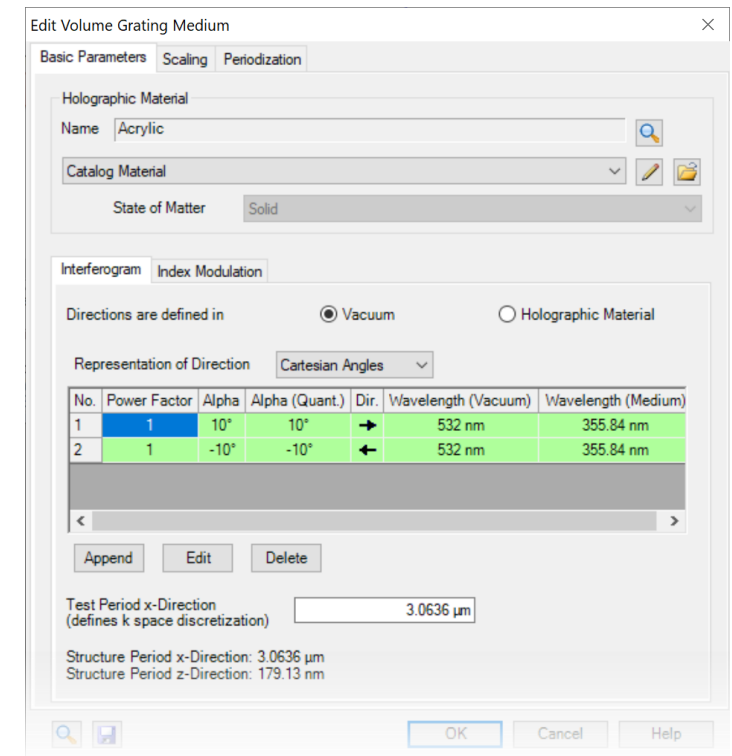 Edit Volume Grating Medium
Basic Parameters Scaling Periodization
Holographic Material
Name Acrylic
Catalog Material
State of Matter Solid
Interferogram Index Modulation
Directions are defined in Vacuum Holographic Material
Representation of Direction Cartesian Angles
No. Power Factor Alpha Alpha (Quant.) Dir. Wavelength (Vacuum) Wavelength (Medium)
1 1 10° 10° 532 nm 355.84 nm
2 1 -10° -10° 532 nm 355.84 nm
Append Edit Delete
Test Period x-Direction
(defines k space discretization) 3.0636 µm
Structure Period x-Direction: 3.0636 µm
Structure Period z-Direction: 179.13 nm
OK Cancel Help